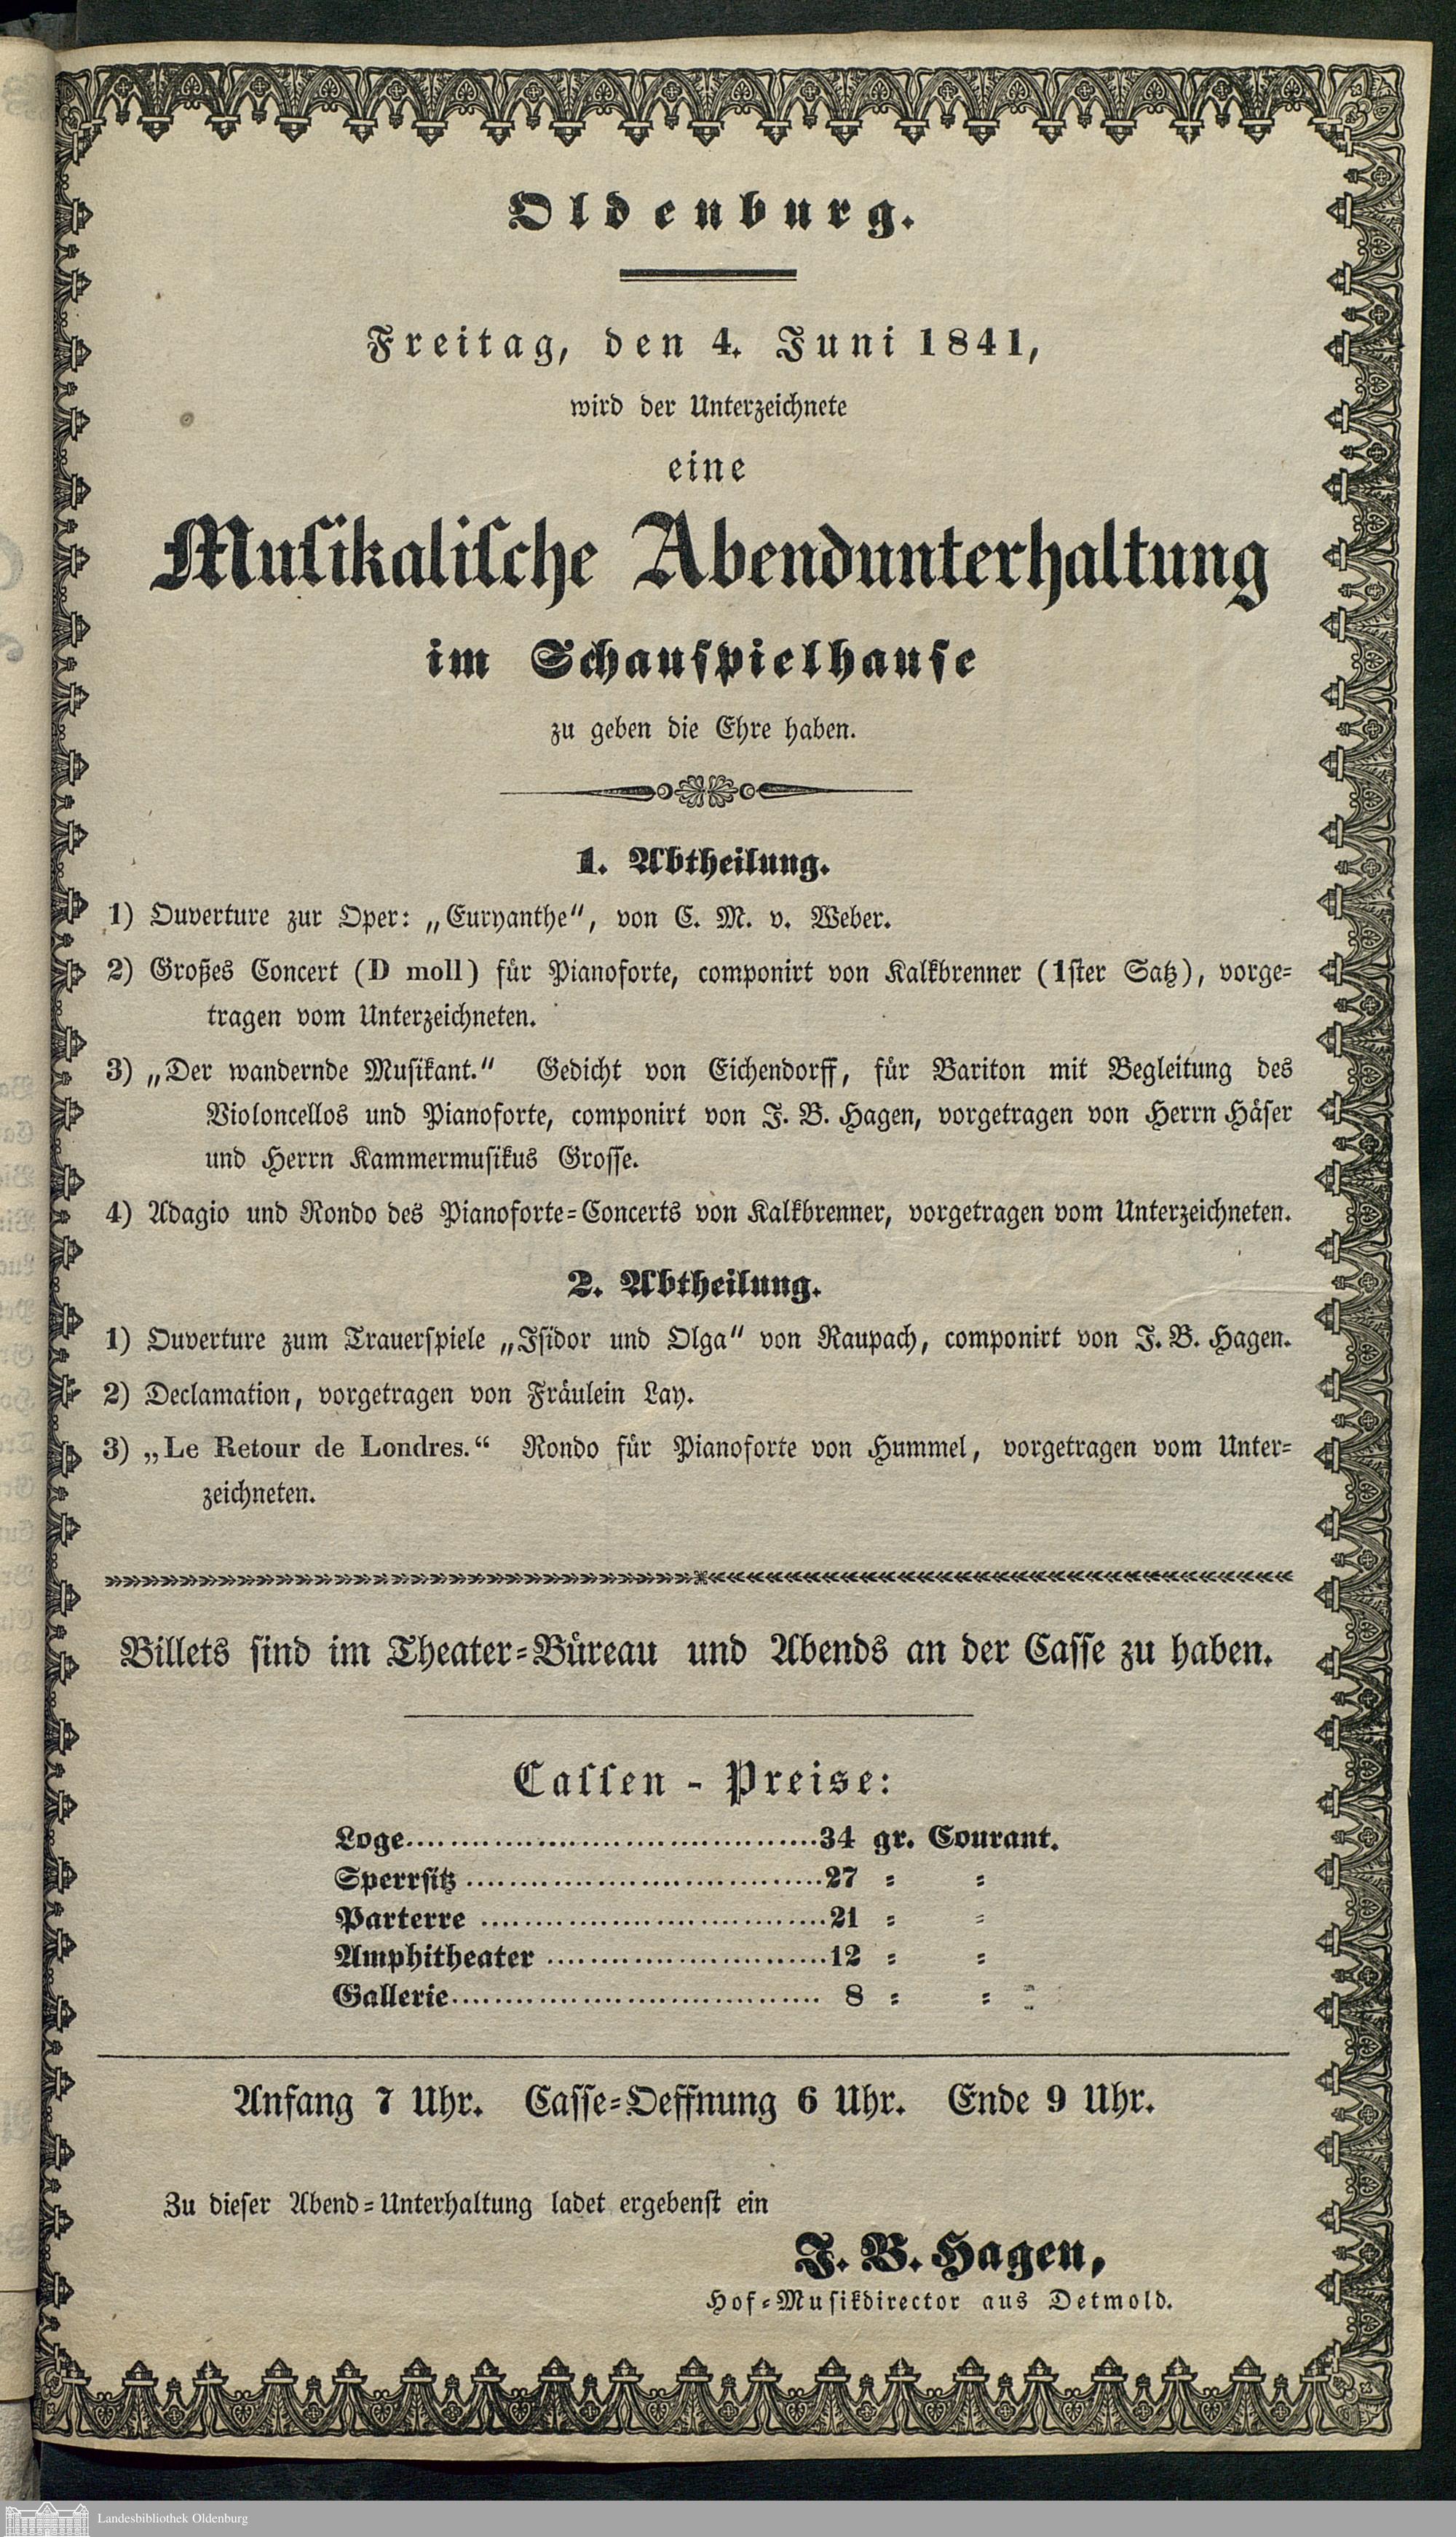 Oldenburg.
Freitag, den 4. Juni 1841,
wird der Unterzeichnete
eine
Musikalische Abendunterhaltung
im Schauspielhause
zu geben die Ehre haben.
1. Abtheilung.
1) Ouverture zur Oper: „Euryanthe“, von C. M. v. Weber.
2) Großes Concert (D moll) für Pianoforte, componirt von Kalkbrenner (1ster Satz), vorge-
tragen vom Unterzeichneten.
3) „Der wandernde Musikant.“ Gedicht von Eichendorff, für Bariton mit Begleitung des
Violoncellos und Pianoforte, componirt von J. B. Hagen, vorgetragen von Herrn Häser
und Herrn Kammermusikus Grosse.
4) Adagio und Rondo des Pianoforte-Concerts von Kalkbrenner, vorgetragen vom Unterzeichneten.
2. Abtheilung.
1) Ouverture zum Trauerspiele „Isidor und Olga“ von Raupach, componirt von J. B. Hagen.
2) Declamation, vorgetragen von Fräulein Lay.
3) „Le Retour de Londres.“ Rondo für Pianoforte von Hummel, vorgetragen vom Unter-
zeichneten.
Billets sind im Theater-Büreau und Abends an der Casse zu haben.
Cassen - Preise:
Loge........................................34 gr. Courant.
Sperrsitz.................................27 = =
Parterre................................21 = =
Amphitheater..........................12 = =
Gallerie.................................. 8 = =
Anfang 7 Uhr. Casse-Oeffnung 6 Uhr. Ende 9 Uhr.
Zu dieser Abend-Unterhaltung ladet ergebenst ein
J. B. Hagen,
Hof-Musikdirector aus Detmold.
Landesbibliothek Oldenburg